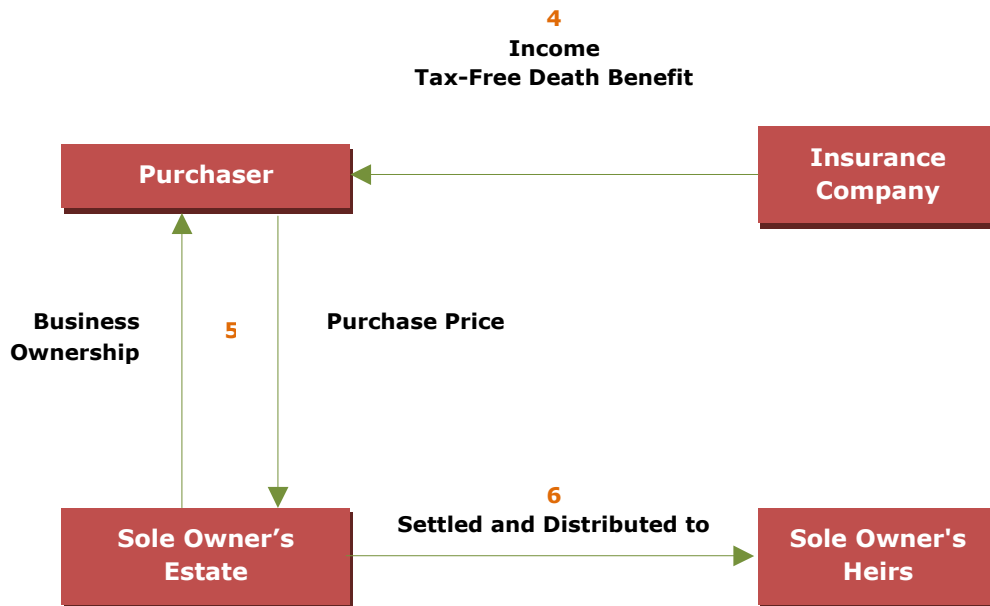 4
Income
Tax-Free Death Benefit
Purchaser
Insurance
Company
Business
Ownership
5
Purchase Price
6
Settled and Distributed to
Sole Owner’s
Estate
Sole Owner's
Heirs